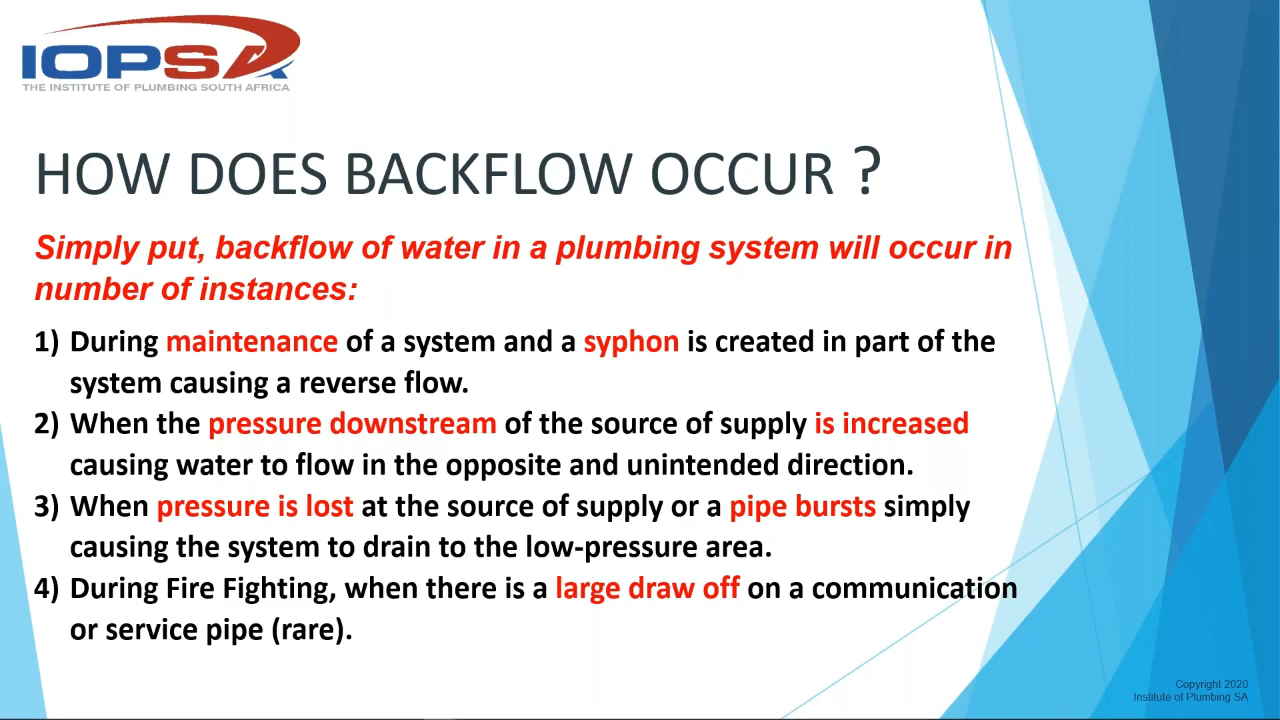 IOPSA
THE INSTITUTE OF PLUMBING SOUTH AFRICA
HOW DOES BACKFLOW OCCUR ?
Simply put, backflow of water in a plumbing system will occur in
number of instances:
1) During maintenance of a system and a syphon is created in part of the
system causing a reverse flow.
2) When the pressure downstream of the source of supply is increased
causing water to flow in the opposite and unintended direction.
3) When pressure is lost at the source of supply or a pipe bursts simply
causing the system to drain to the low-pressure area.
4) During Fire Fighting, when there is a large draw off on a communication
or service pipe (rare).
Copyright 2020
Institute of Plumbing SA